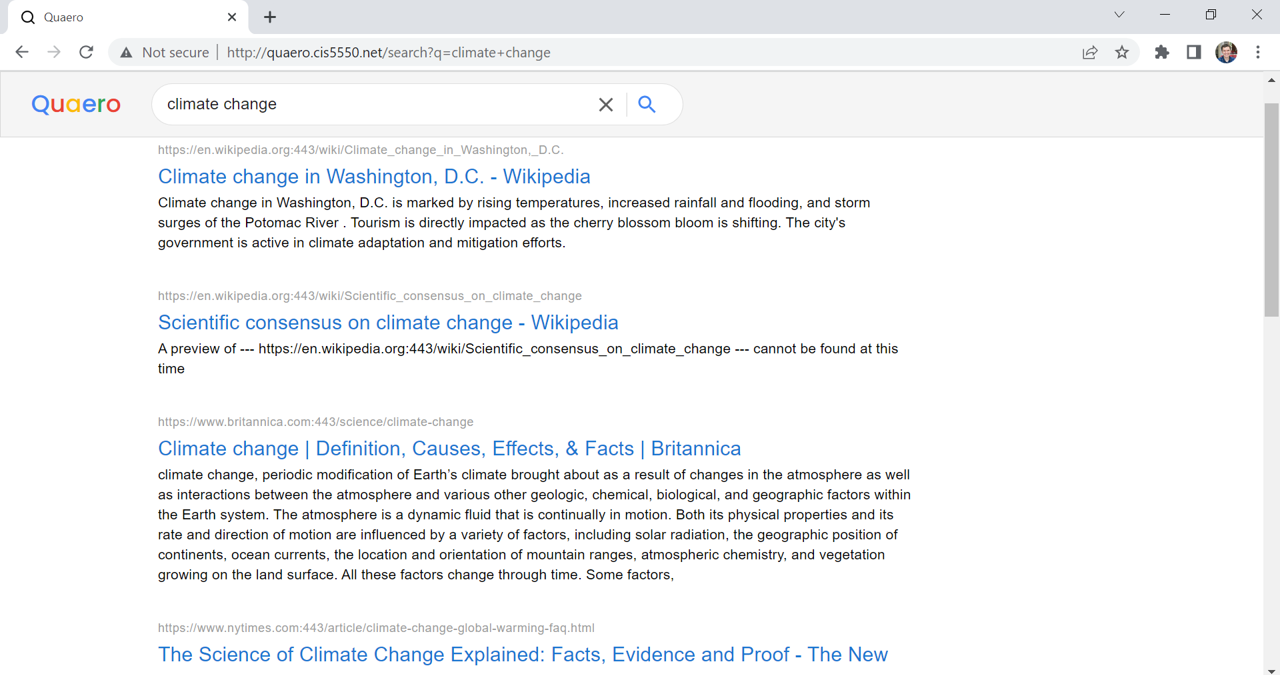 Quaero
Not secure | http://quaero.cis5550.net/search?q=climate+change
Quaero
climate change
https://en.wikipedia.org:443/wiki/Climate_change_in_Washington,_D.C.
Climate change in Washington, D.C. - Wikipedia
Climate change in Washington, D.C. is marked by rising temperatures, increased rainfall and flooding, and storm
surges of the Potomac River . Tourism is directly impacted as the cherry blossom bloom is shifting. The city's
government is active in climate adaptation and mitigation efforts.
https://en.wikipedia.org:443/wiki/Scientific_consensus_on_climate_change
Scientific consensus on climate change - Wikipedia
A preview of --- https://en.wikipedia.org:443/wiki/Scientific_consensus_on_climate_change --- cannot be found at this
time
https://www.britannica.com:443/science/climate-change
Climate change | Definition, Causes, Effects, & Facts | Britannica
climate change, periodic modification of Earth's climate brought about as a result of changes in the atmosphere as well
as interactions between the atmosphere and various other geologic, chemical, biological, and geographic factors within
the Earth system. The atmosphere is a dynamic fluid that is continually in motion. Both its physical properties and its
rate and direction of motion are influenced by a variety of factors, including solar radiation, the geographic position of
continents, ocean currents, the location and orientation of mountain ranges, atmospheric chemistry, and vegetation
growing on the land surface. All these factors change through time. Some factors,
https://www.nytimes.com:443/article/climate-change-global-warming-faq.html
The Science of Climate Change Explained: Facts, Evidence and Proof - The New